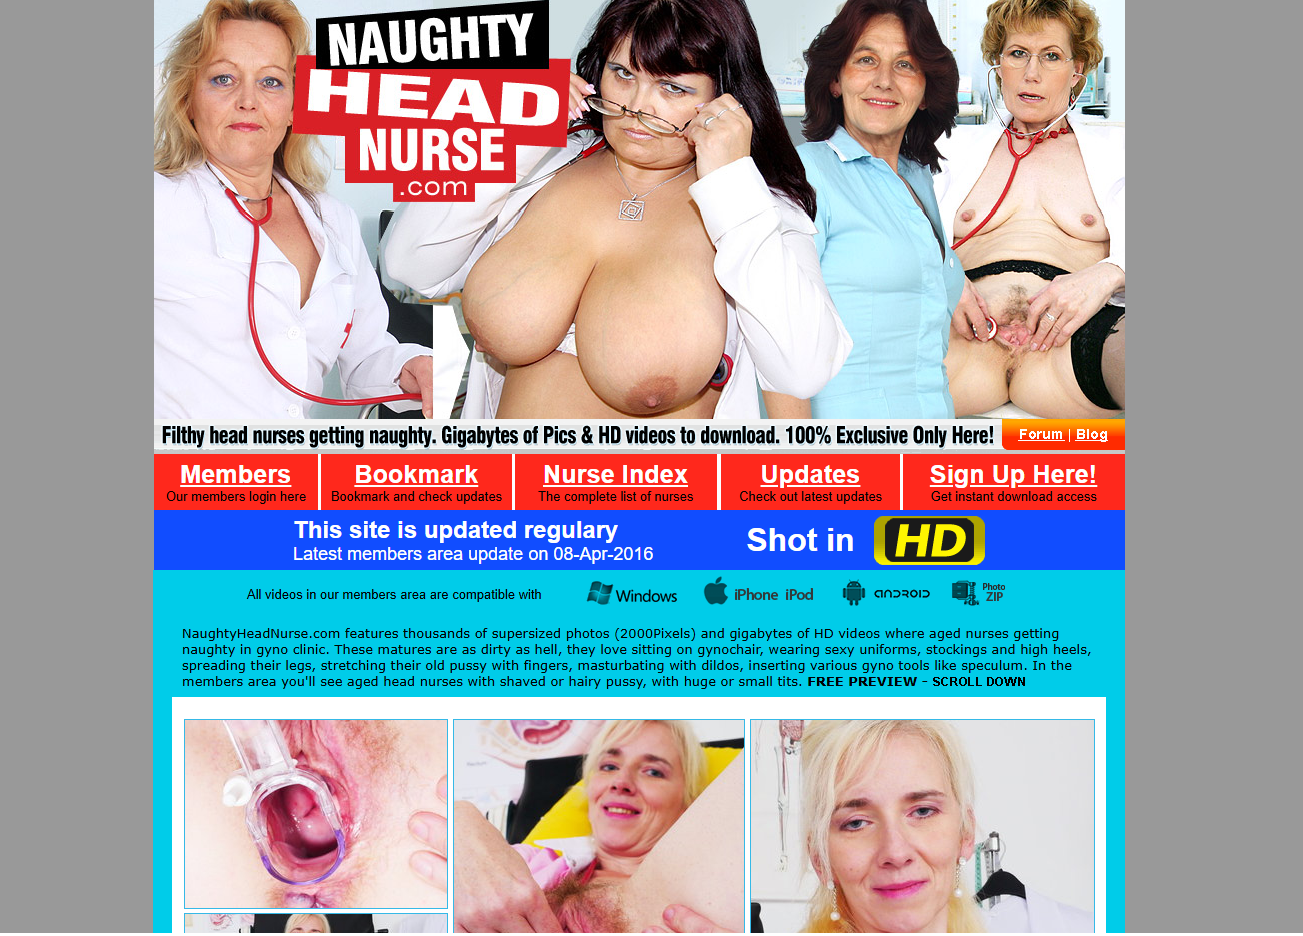 NAUGHTY
HEAD
NURSE
.com
Filthy head nurses getting naughty. Gigabytes of Pics & HD videos to download. 100% Exclusive Only Here!
Forum | Blog
Members
Our members login here
Bookmark
Bookmark and check updates
Nurse Index
The complete list of nurses
Updates
Check out latest updates
Sign Up Here!
Get instant download access
This site is updated regulary
Latest members area update on 08-Apr-2016
Shot in HD
All videos in our members area are compatible with
Windows
iPhone iPod
ANDROID
Photo
ZIP
NaughtyHeadNurse.com features thousands of supersized photos (2000Pixels) and gigabytes of HD videos where aged nurses getting
naughty in gyno clinic. These matures are as dirty as hell, they love sitting on gynochair, wearing sexy uniforms, stockings and high heels,
spreading their legs, stretching their old pussy with fingers, masturbating with dildos, inserting various gyno tools like speculum. In the
members area you'll see aged head nurses with shaved or hairy pussy, with huge or small tits. FREE PREVIEW - SCROLL DOWN